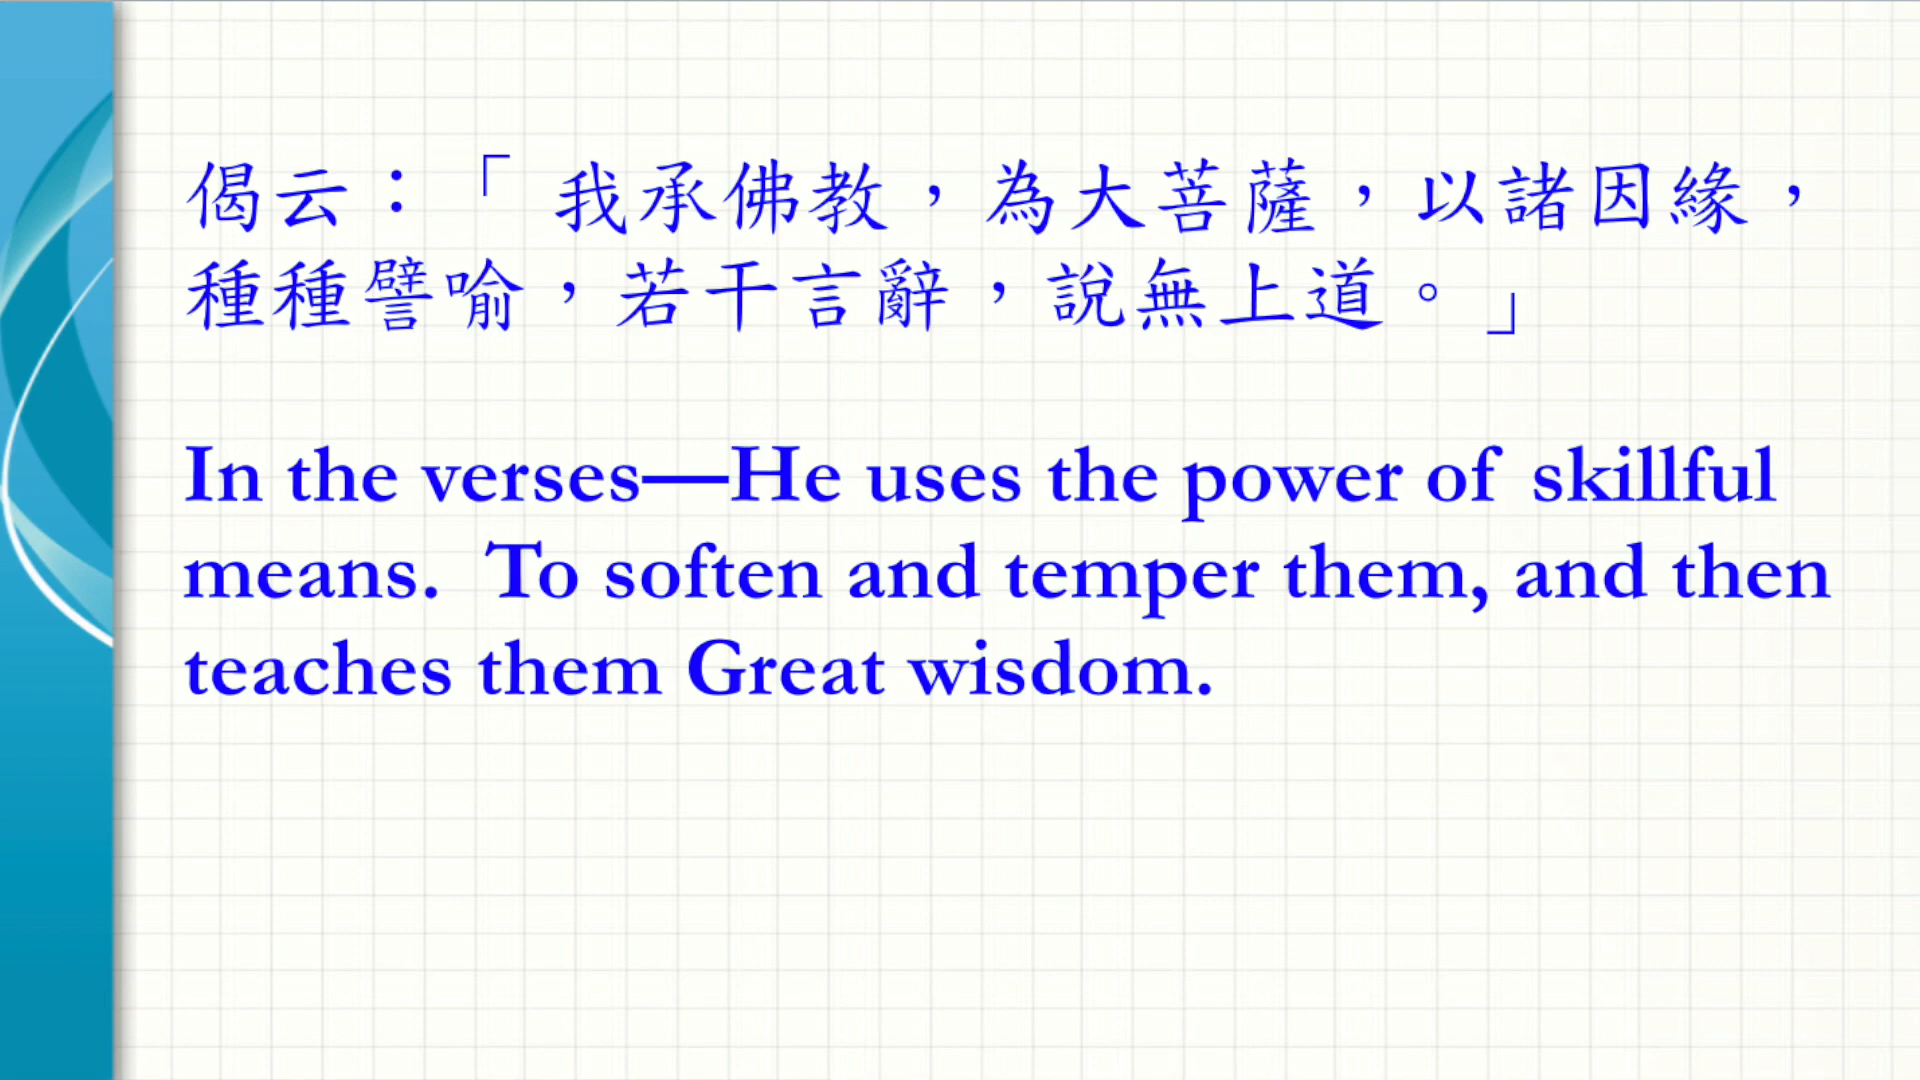 偈云：「 我承佛教，為大菩薩，以諸因緣，
種種譬喻，若干言辭，說無上道。」
In the verses—He uses the power of skillful
means. To soften and temper them, and then
teaches them Great wisdom.